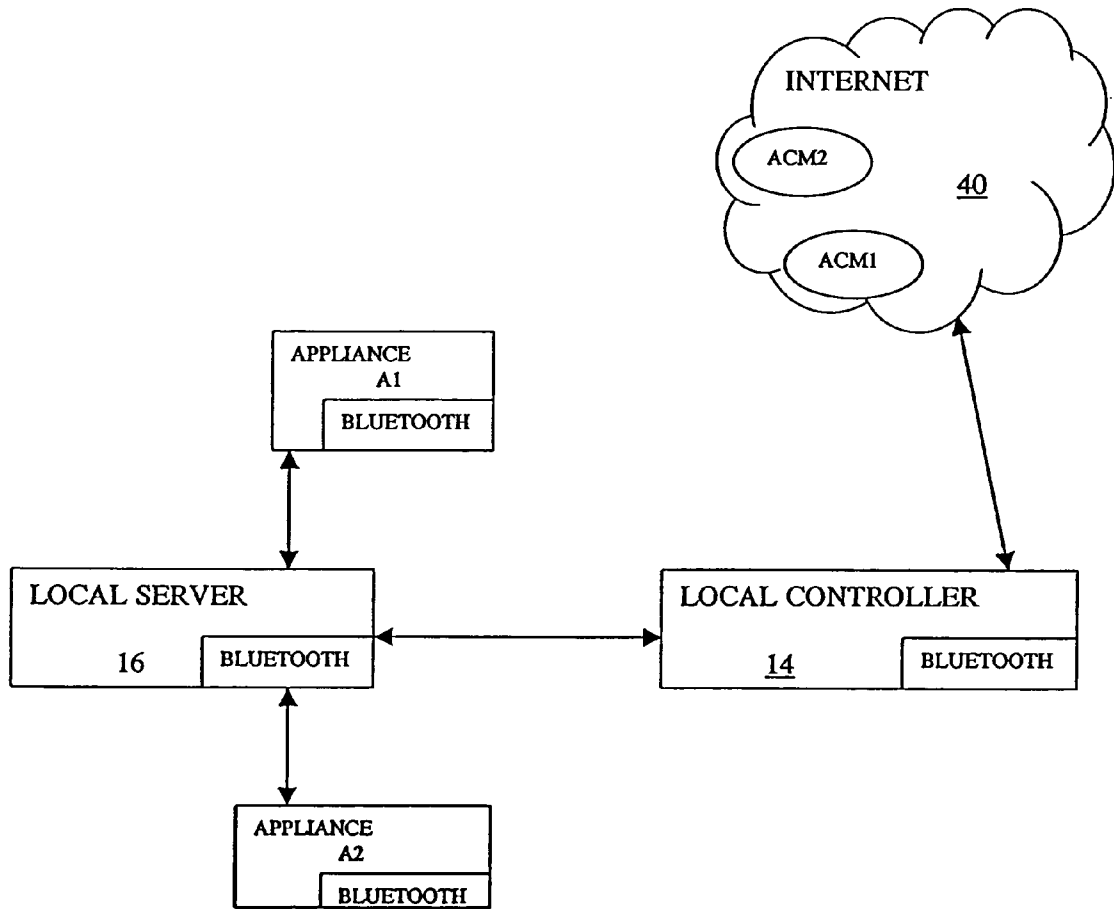 INTERNET
ACM2
40
ACM1
APPLIANCE
A1
BLUETOOTH
LOCAL SERVER
16
BLUETOOTH
LOCAL CONTROLLER
14
BLUETOOTH
APPLIANCE
A2
BLUETOOTH